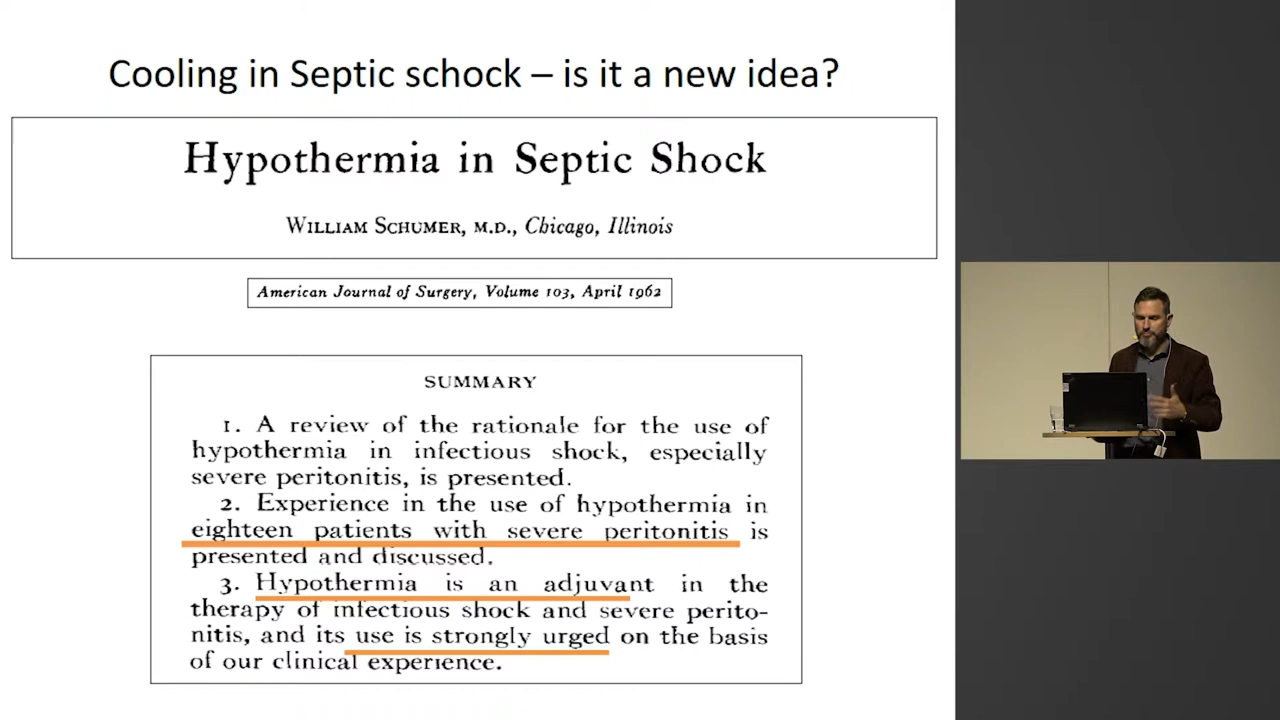 Cooling in Septic schock – is it a new idea?
Hypothermia in Septic Shock
WILLIAM SCHUMER, M.D., Chicago, Illinois
American Journal of Surgery, Volume 103, April 1962
SUMMARY
1. A review of the rationale for the use of
hypothermia in infectious shock, especially
severe peritonitis, is presented.
2. Experience in the use of hypothermia in
eighteen patients with severe peritonitis is
presented and discussed.
3. Hypothermia is an adjuvant in the
therapy of infectious shock and severe perito-
nitis, and its use is strongly urged on the basis
of our clinical experience.